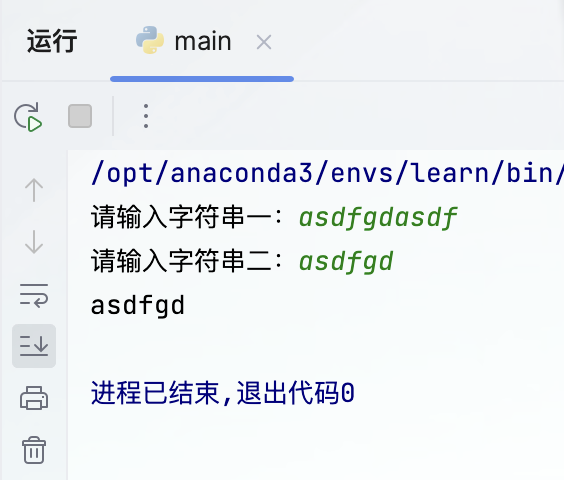 运行 main
/opt/anaconda3/envs/learn/bin/
请输入字符串一：asdfgdasdf
请输入字符串二：asdfgd
asdfgd
进程已结束,退出代码0